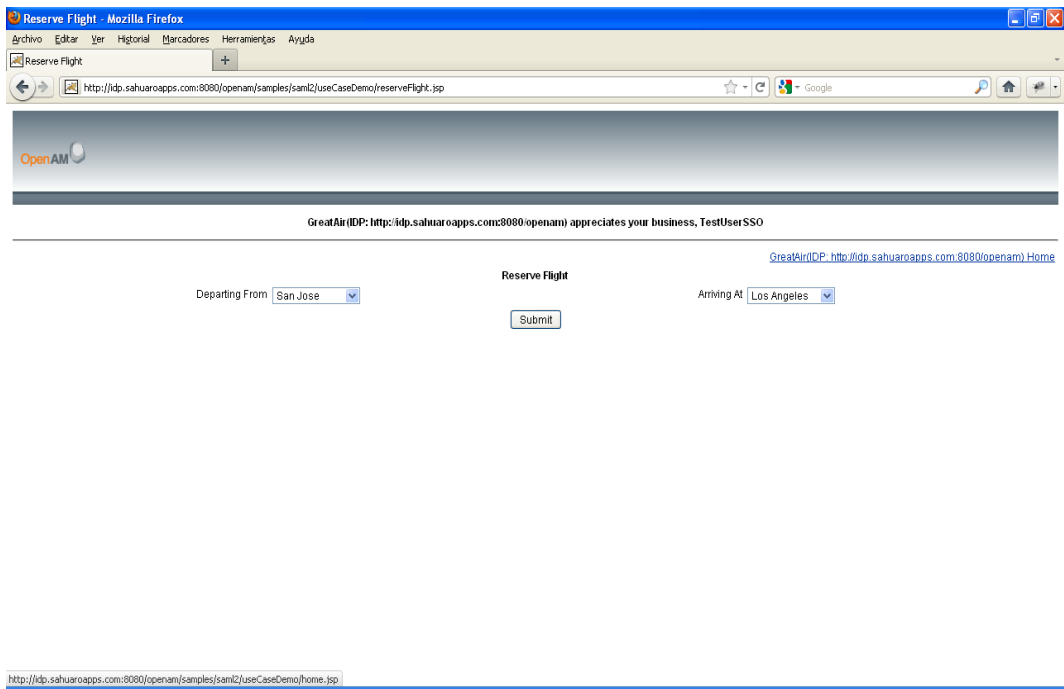 Reserve Flight - Mozilla Firefox
Archivo Editar Ver Historial Marcadores Herramientas Ayuda
Reserve Flight
http://idp.sahuaroapps.com:8080/openam/samples/saml2/useCaseDemo/reserveFlight.jsp
Google
OpenAM
GreatAir(IDP: http://idp.sahuaroapps.com:8080/openam) appreciates your business, TestUserSSO
GreatAir(IDP: http://idp.sahuaroapps.com:8080/openam) Home
Reserve Flight
Departing From San Jose Arriving At Los Angeles
Submit
http://idp.sahuaroapps.com:8080/openam/samples/saml2/useCaseDemo/home.jsp